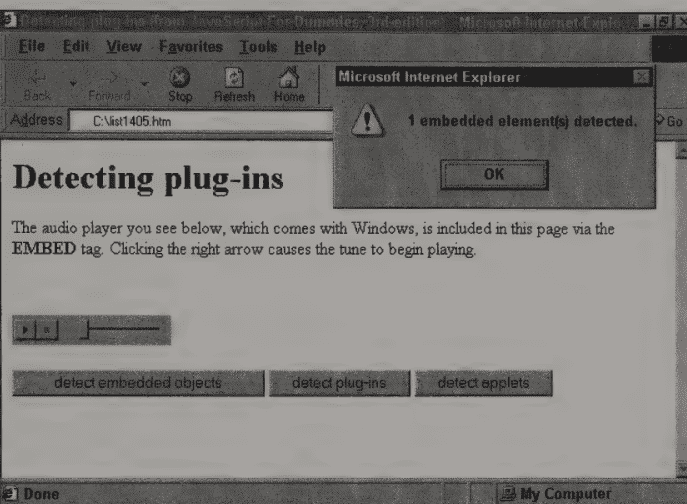 Detecting plug-ins from JavaScript For Dummies, 3rd edition - Microsoft Internet Explo
File Edit View Favorites Tools Help
Back Forward Stop Refresh Home
Address C:\list1405.htm Go
Microsoft Internet Explorer
1 embedded element(s) detected.
OK
Detecting plug-ins
The audio player you see below, which comes with Windows, is included in this page via the
EMBED tag. Clicking the right arrow causes the tune to begin playing.
detect embedded objects detect plug-ins detect applets
Done My Computer